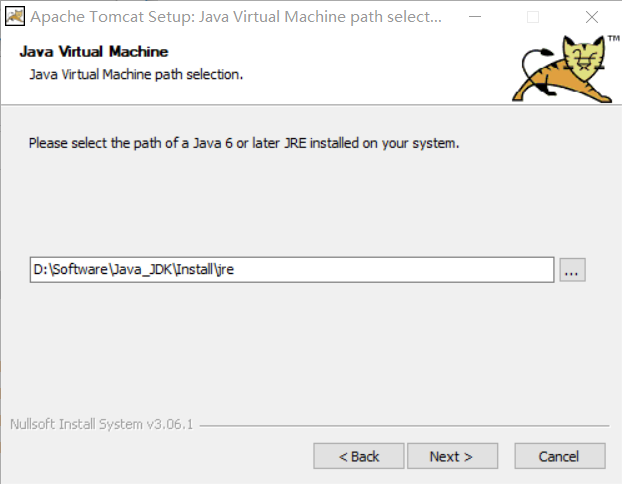 Apache Tomcat Setup: Java Virtual Machine path select...
Java Virtual Machine
Java Virtual Machine path selection.
TM
Please select the path of a Java 6 or later JRE installed on your system.
D:\Software\Java_JDK\Install\jre
...
Nullsoft Install System v3.06.1
< Back
Next >
Cancel